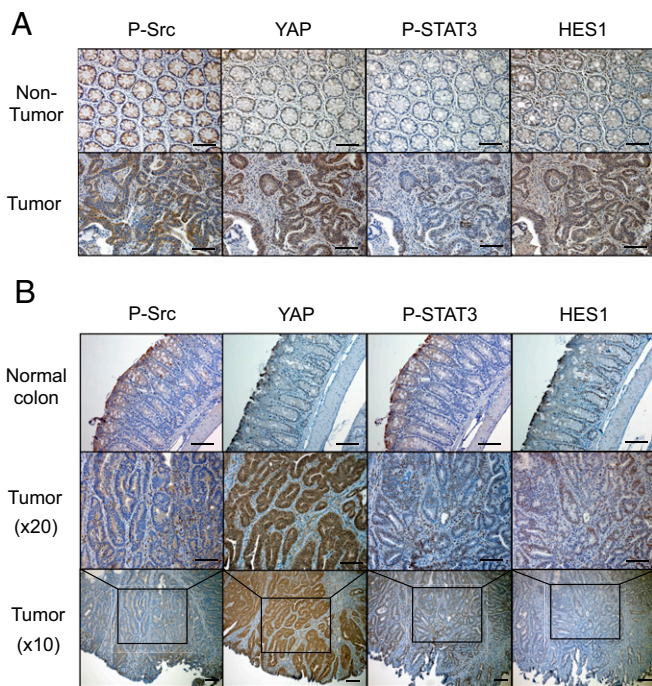 A
P-Src YAP P-STAT3 HES1
Non-
Tumor
Tumor
B
P-Src YAP P-STAT3 HES1
Normal
colon
Tumor
(x20)
Tumor
(x10)